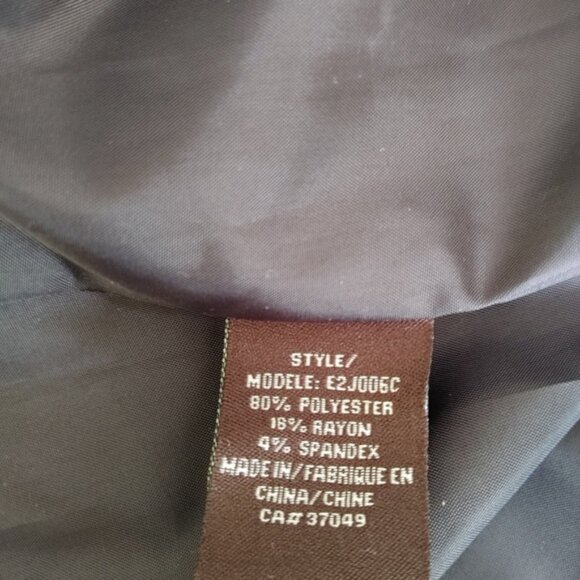 STYLE/
MODELE: E2J006C
80% POLYESTER
16% RAYON
4% SPANDEX
MADE IN/FABRIQUE EN
CHINA/CHINE
CA# 37049